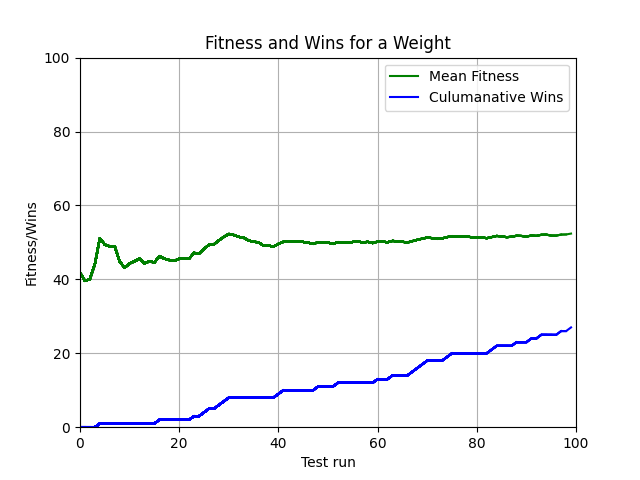 Fitness and Wins for a Weight
Mean Fitness
Culumanative Wins
100
80
60
40
20
0
Fitness/Wins
0 20 40 60 80 100
Test run